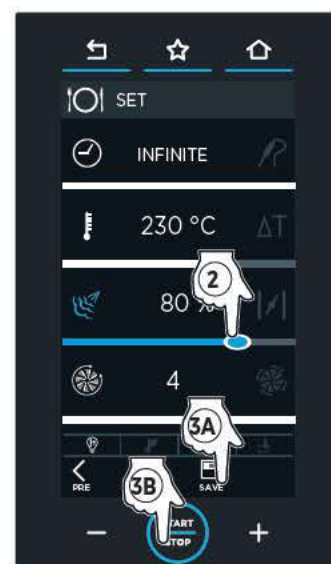 SET
INFINITE
230 °C
ΔT
2
80 %
4
3A
PRE
3B
SAVE
START
STOP
− +